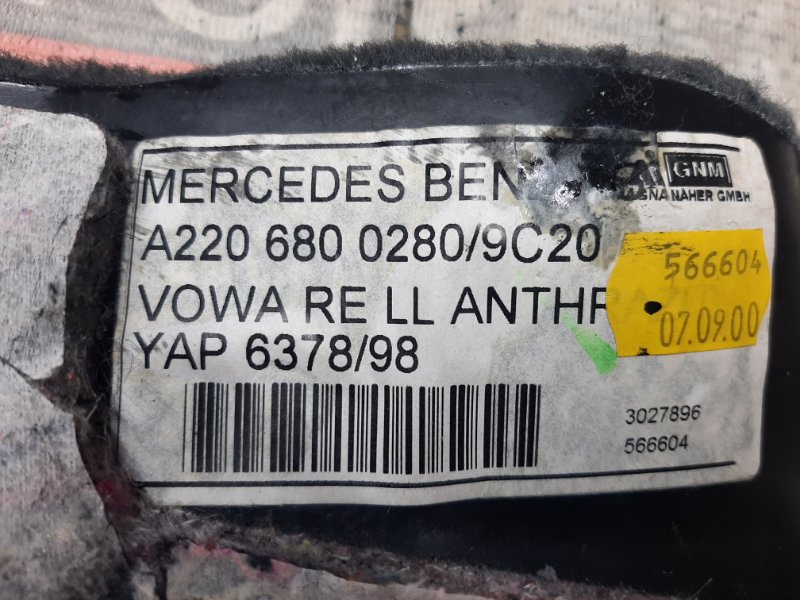 MERCEDES BEN
GNM
NAHER GMBH
A220 680 0280/9C20
566604
VOWA RE LL ANTHR
07.09.00
YAP 6378/98
3027896
566604